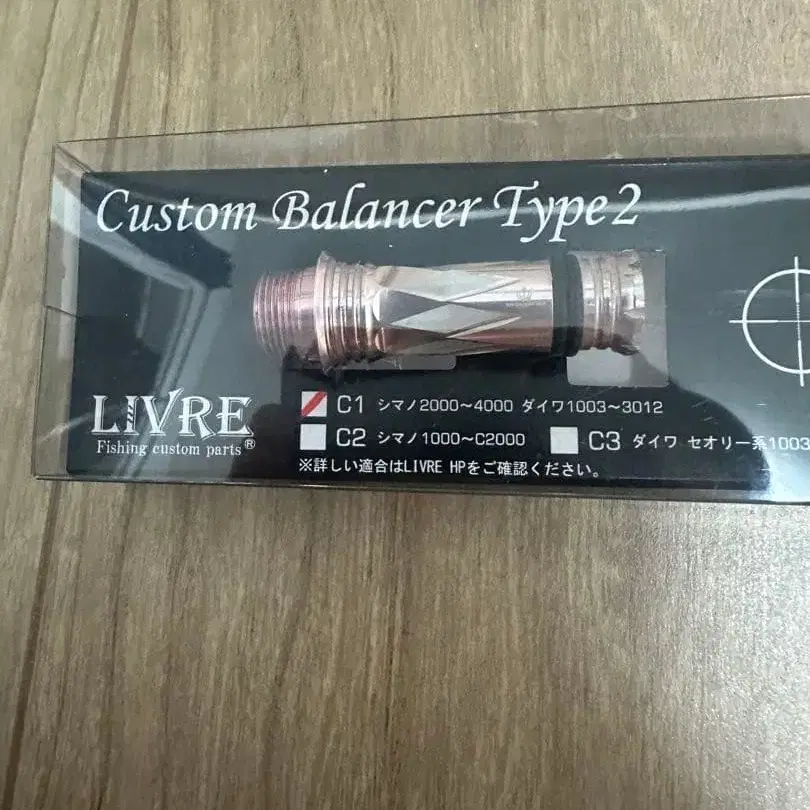 Custom Balancer Type2
LIVRE
Fishing custom parts®
C1 シマノ2000～4000 ダイワ1003～3012
C2 シマノ1000～C2000 C3 ダイワ セオリー系1003
※詳しい適合はLIVRE HPをご確認ください。